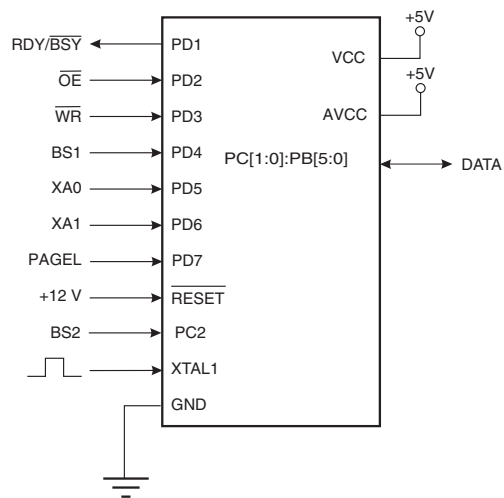 +5V
RDY/BSY PD1
VCC
+5V
OE PD2
WR PD3 AVCC
BS1 PD4 PC[1:0]:PB[5:0] DATA
XA0 PD5
XA1 PD6
PAGEL PD7
+12 V RESET
BS2 PC2
XTAL1
GND